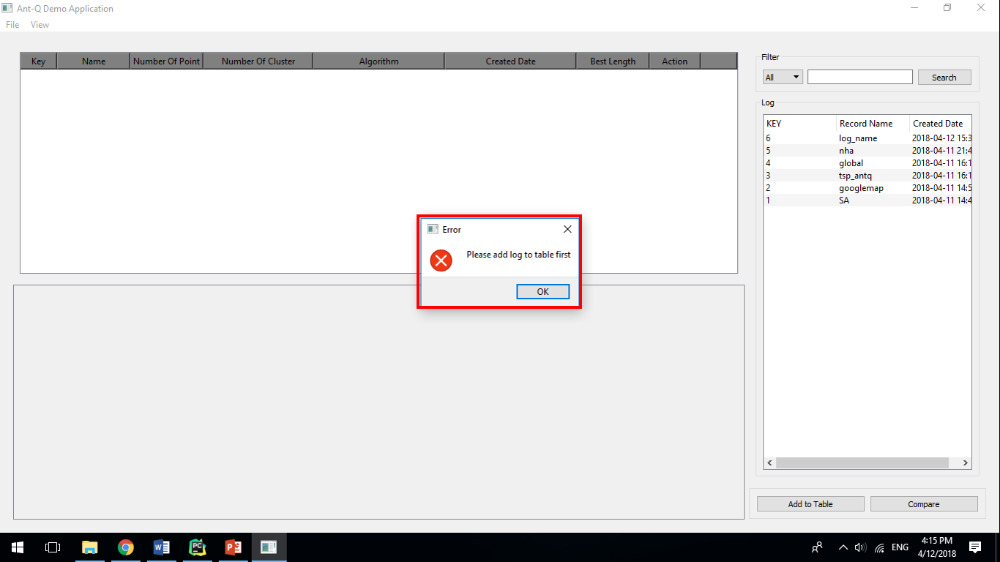 Ant-Q Demo Application
File View
Key Name Number Of Point Number Of Cluster Algorithm Created Date Best Length Action
Filter
All Search
Log
KEY Record Name Created Date
6 log_name 2018-04-12 15:3
5 nha 2018-04-11 21:4
4 global 2018-04-11 16:1
3 tsp_antq 2018-04-11 16:1
2 googlemap 2018-04-11 14:5
1 SA 2018-04-11 14:4
Error
Please add log to table first
OK
Add to Table Compare
ENG 4:15 PM
4/12/2018